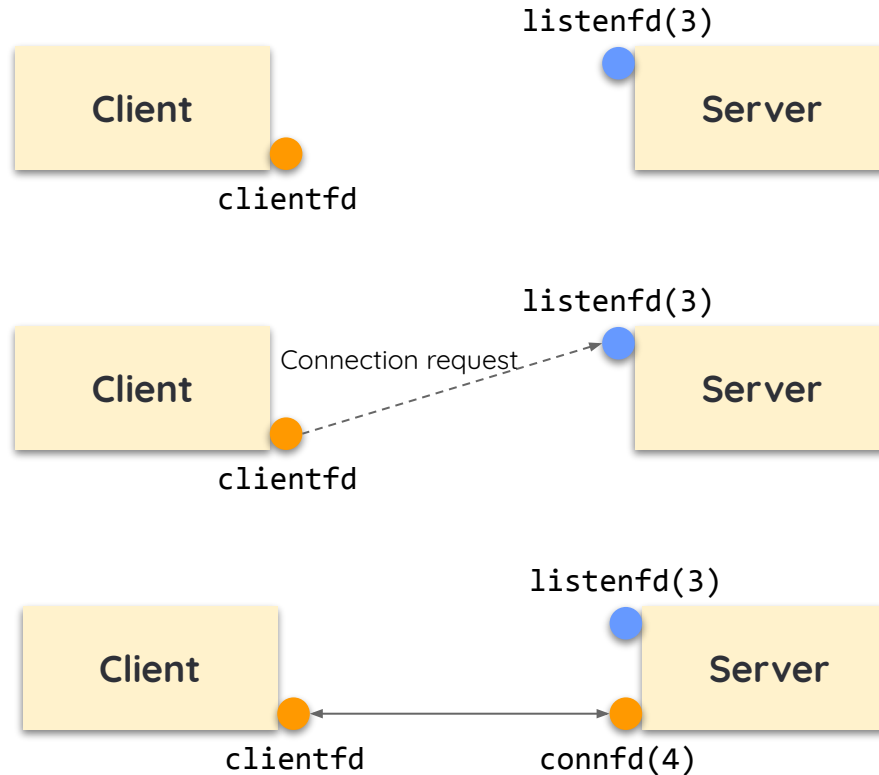 listenfd(3)
Client
Server
clientfd
listenfd(3)
Connection request
Client
Server
clientfd
listenfd(3)
Client
Server
clientfd
connfd(4)